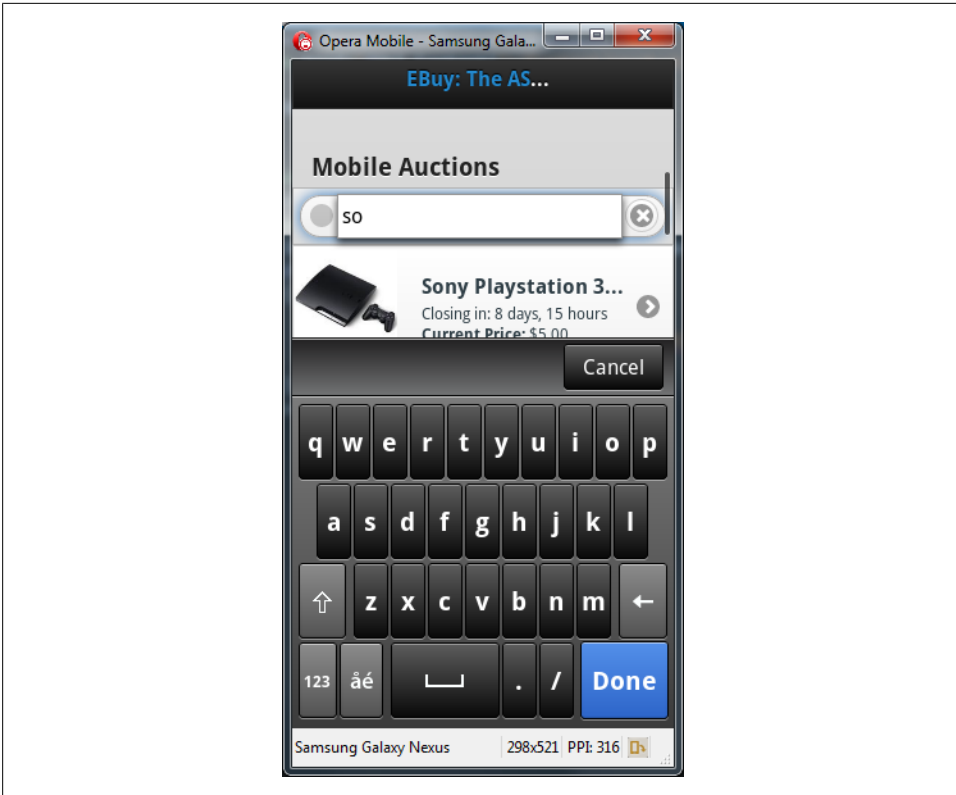 Opera Mobile - Samsung Gala...
EBuy: The AS...
Mobile Auctions
so
Sony Playstation 3...
Closing in: 8 days, 15 hours
Current Price: $5.00
Cancel
q w e r t y u i o p
a s d f g h j k l
z x c v b n m
123 åé . / Done
Samsung Galaxy Nexus 298x521 PPI: 316